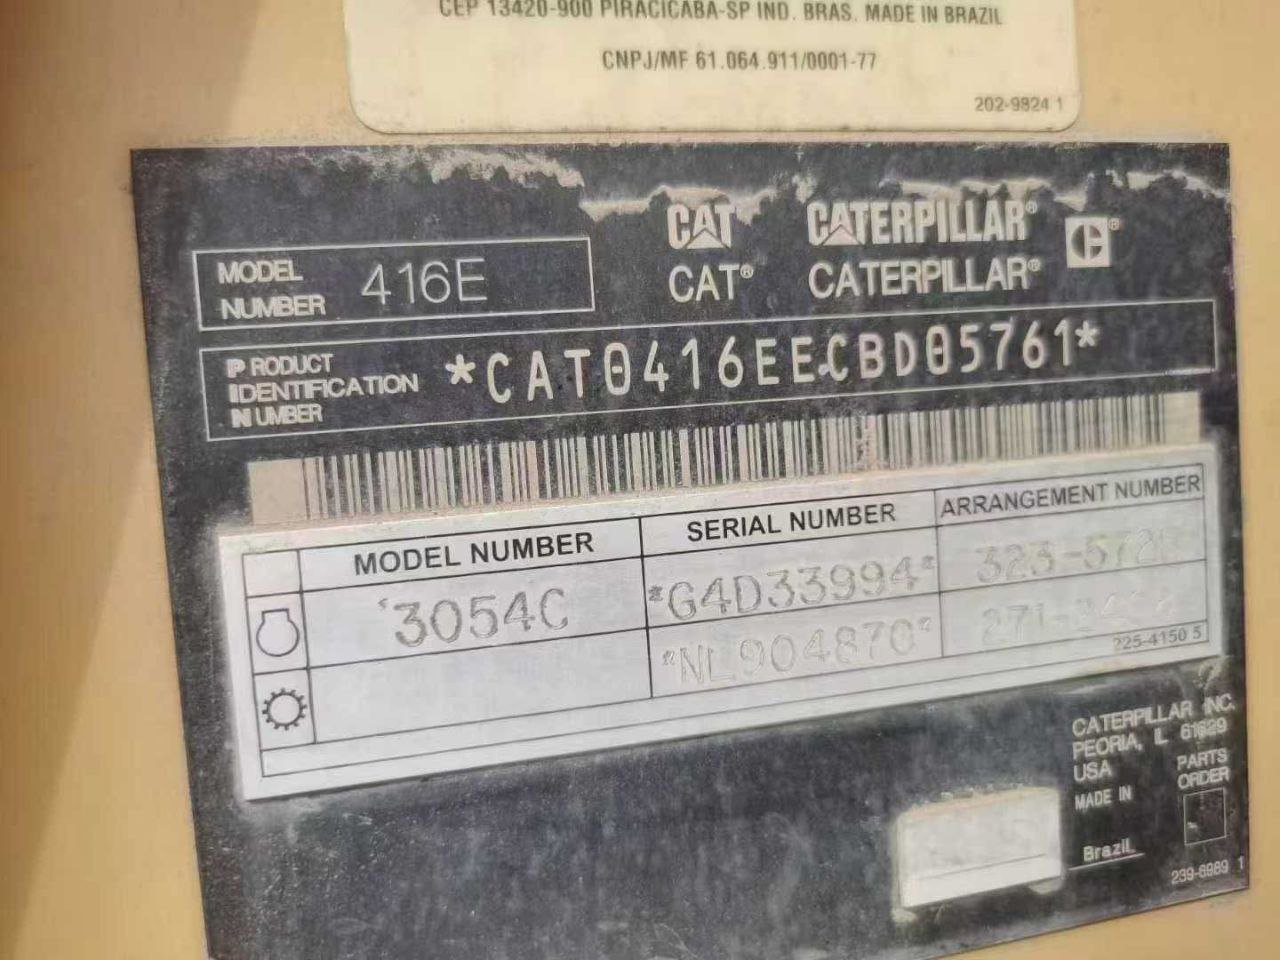 CEP 13420-900 PIRACICABA-SP IND. BRAS. MADE IN BRAZIL
CNPJ/MF 61.064.911/0001-77
202-9824 1
CAT CATERPILLAR®
CAT® CATERPILLAR®
MODEL NUMBER 416E
PRODUCT IDENTIFICATION NUMBER *CAT0416EECBD05761*
MODEL NUMBER SERIAL NUMBER ARRANGEMENT NUMBER
3054C *G4D33994*
*NL904870*
225-4150 5
CATERPILLAR INC.
PEORIA, IL 61629
USA
MADE IN
Brazil
PARTS
ORDER
239-6989 1